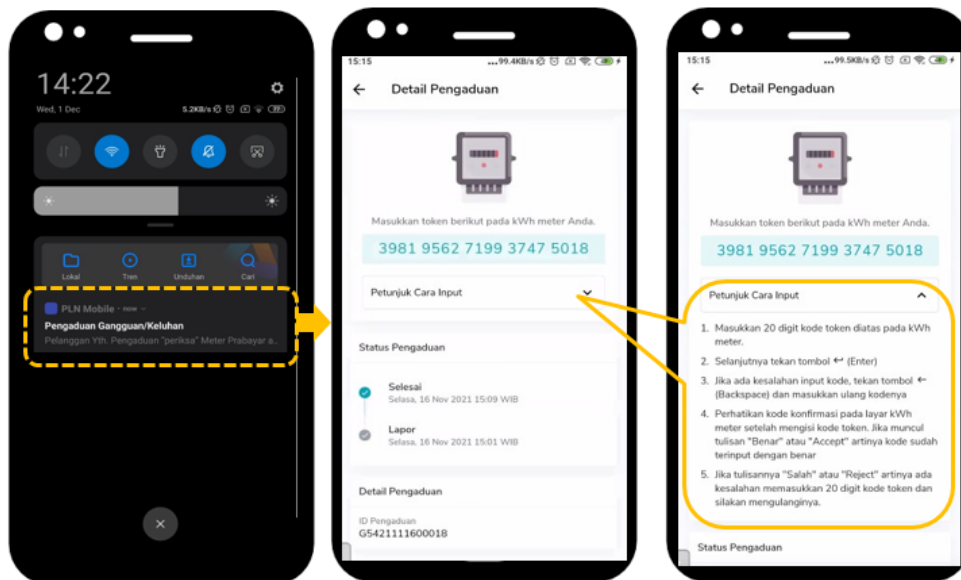 14:22
Wed, 1 Dec
5.2KB/s
Lokal
Tren
Unduhan
Cari
PLN Mobile · now
Pengaduan Gangguan/Keluhan
Pelanggan Yth. Pengaduan "periksa" Meter Prabayar a..
15:15
...99.4KB/s
Detail Pengaduan
Masukkan token berikut pada kWh meter Anda.
3981 9562 7199 3747 5018
Petunjuk Cara Input
Status Pengaduan
Selesai
Selasa, 16 Nov 2021 15:09 WIB
Lapor
Selasa, 16 Nov 2021 15:01 WIB
Detail Pengaduan
ID Pengaduan
G5421111600018
15:15
...99.5KB/s
Detail Pengaduan
Masukkan token berikut pada kWh meter Anda.
3981 9562 7199 3747 5018
Petunjuk Cara Input
1. Masukkan 20 digit kode token diatas pada kWh
meter.
2. Selanjutnya tekan tombol ↵ (Enter)
3. Jika ada kesalahan input kode, tekan tombol ←
(Backspace) dan masukkan ulang kodenya
4. Perhatikan kode konfirmasi pada layar kWh
meter setelah mengisi kode token. Jika muncul
tulisan "Benar" atau "Accept" artinya kode sudah
terinput dengan benar
5. Jika tulisannya "Salah" atau "Reject" artinya ada
kesalahan memasukkan 20 digit kode token dan
silakan mengulanginya.
Status Pengaduan